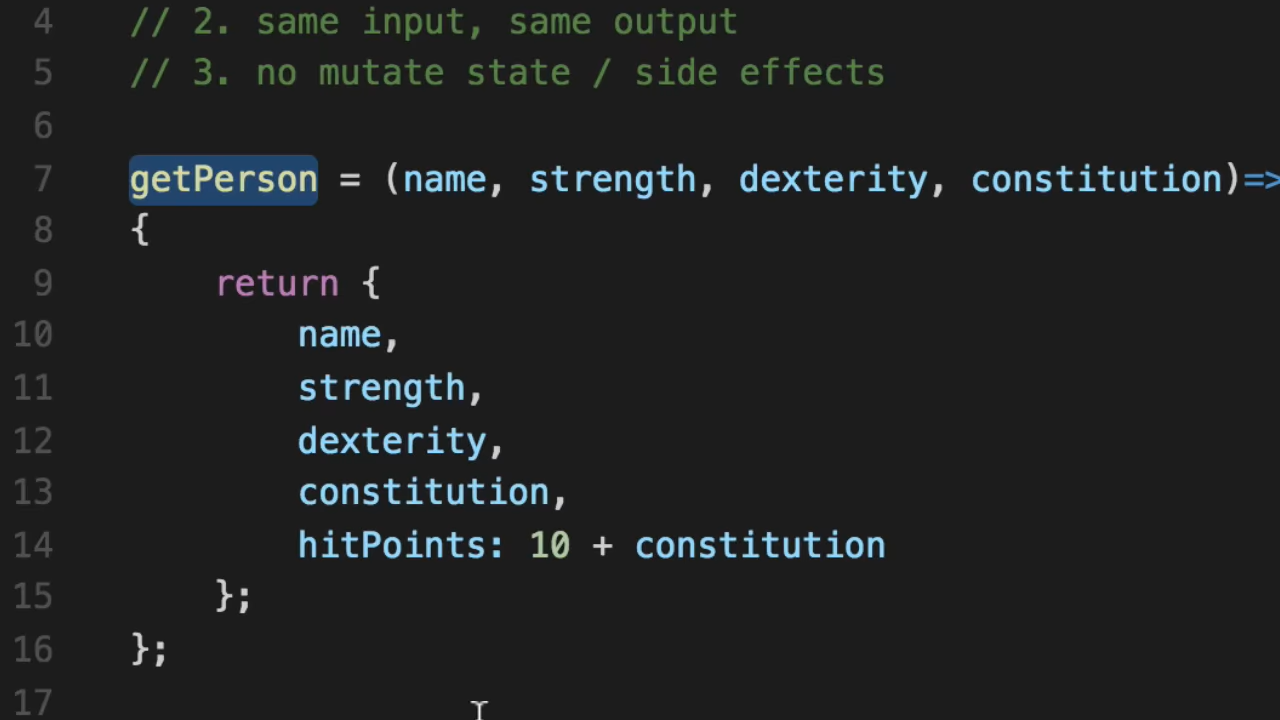 4 // 2. same input, same output
5 // 3. no mutate state / side effects
6
7 getPerson = (name, strength, dexterity, constitution)=>
8 {
9 return {
10 name,
11 strength,
12 dexterity,
13 constitution,
14 hitPoints: 10 + constitution
15 };
16 };
17